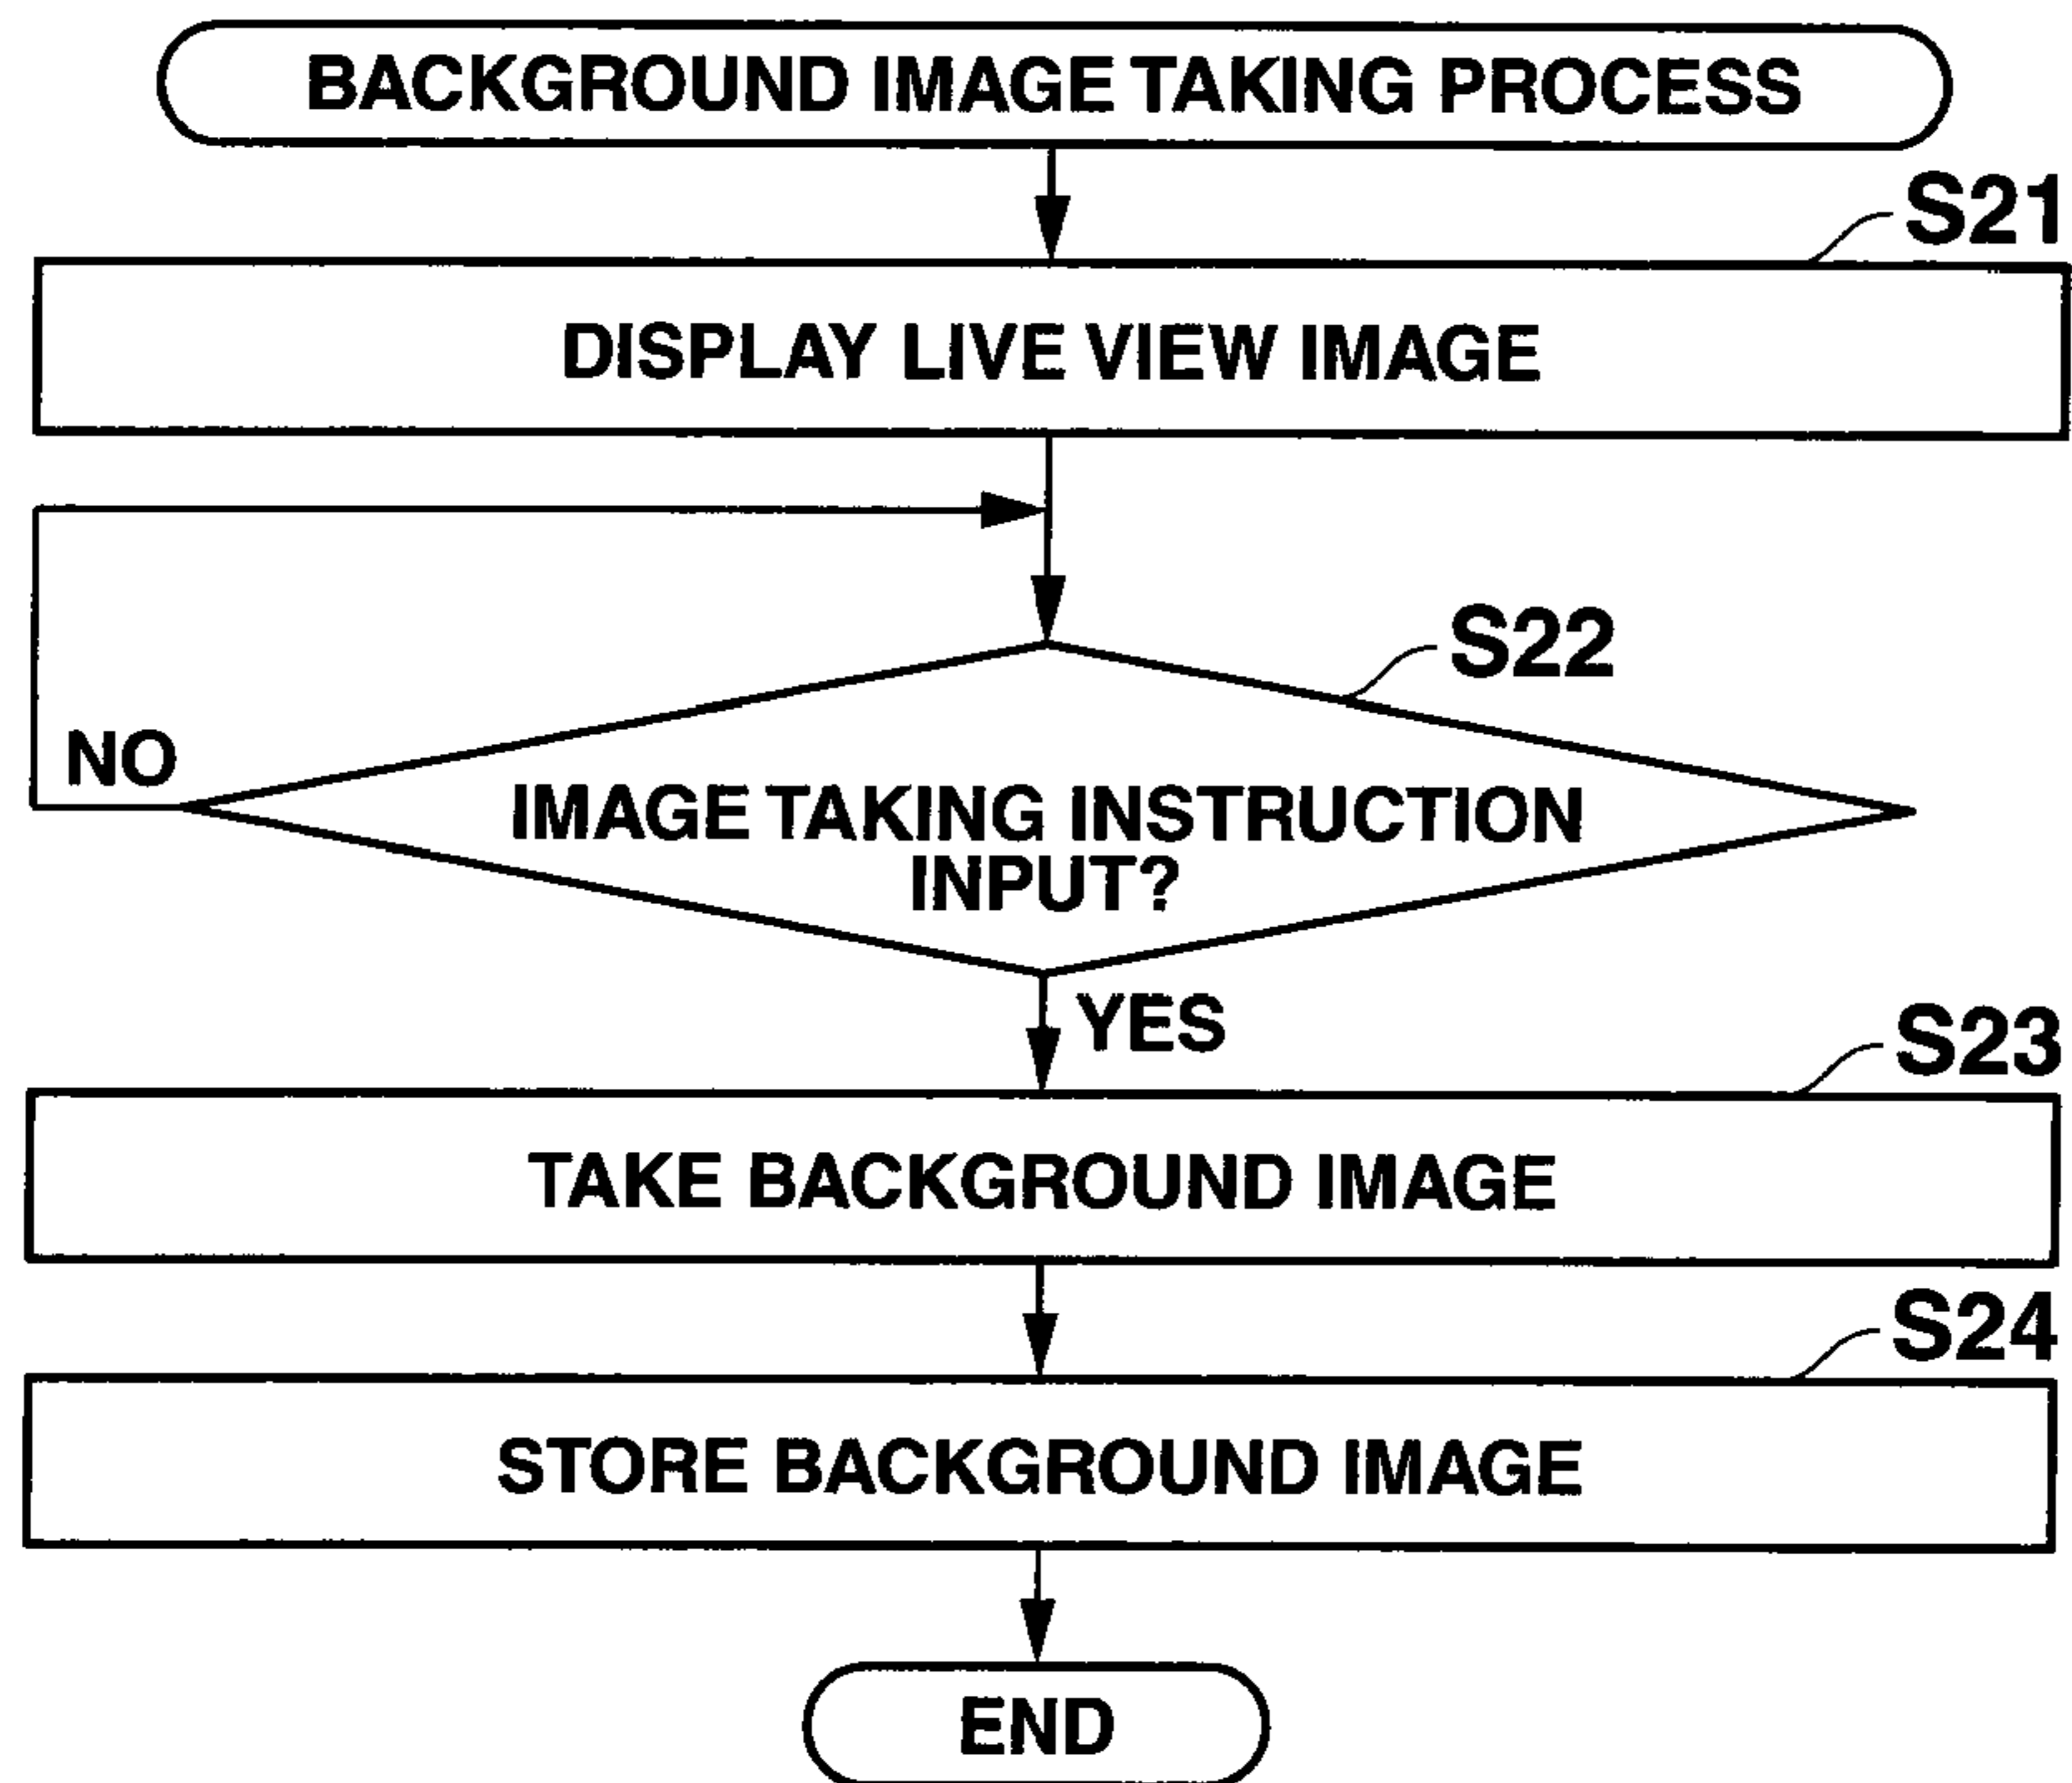 BACKGROUND IMAGE TAKING PROCESS
S21
DISPLAY LIVE VIEW IMAGE
S22
NO
IMAGE TAKING INSTRUCTION
INPUT?
YES
S23
TAKE BACKGROUND IMAGE
S24
STORE BACKGROUND IMAGE
END